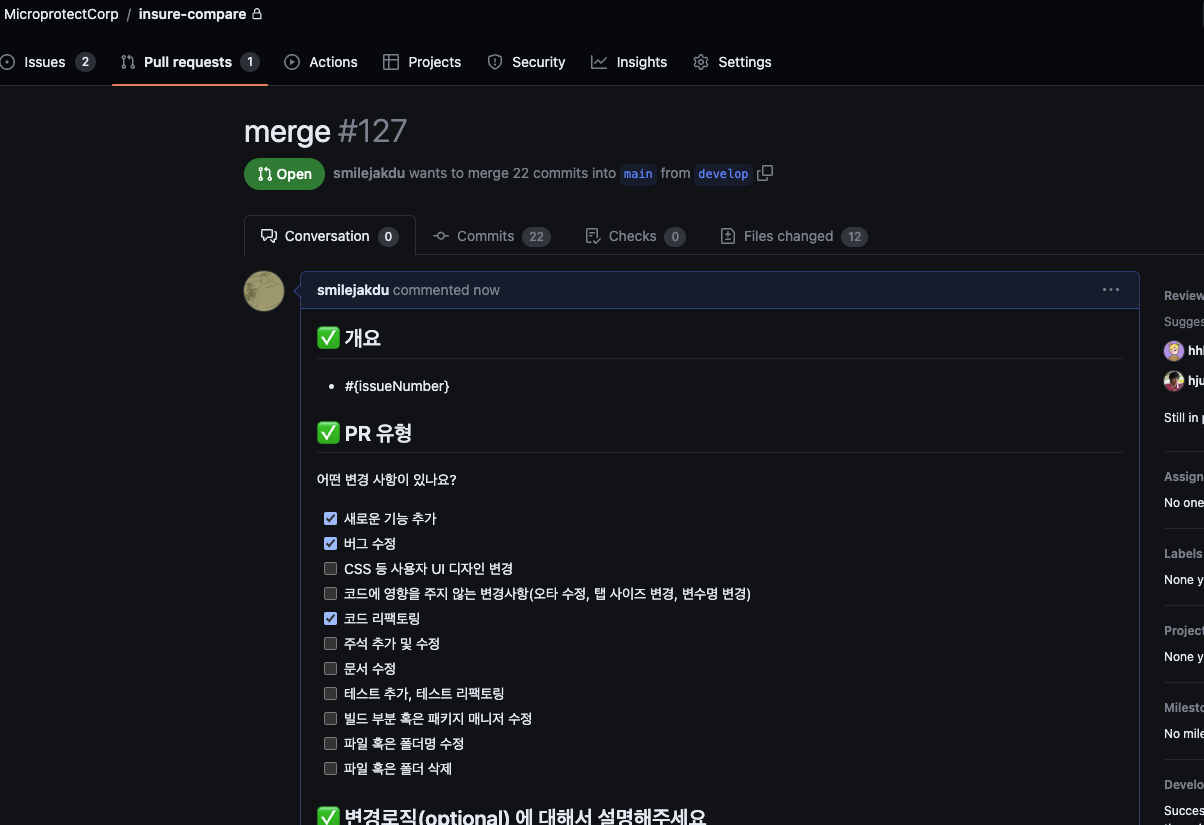 MicroprotectCorp / insure-compare
Issues 2 Pull requests 1 Actions Projects Security Insights Settings
merge #127
Open smilejakdu wants to merge 22 commits into main from develop
Conversation 0 Commits 22 Checks 0 Files changed 12
smilejakdu commented now
Review
Sugges
✅ 개요
hhl
#{issueNumber}
hju
Still in p
✅ PR 유형
어떤 변경 사항이 있나요?
Assign
No one
새로운 기능 추가
버그 수정
Labels
CSS 등 사용자 UI 디자인 변경
None y
코드에 영향을 주지 않는 변경사항(오타 수정, 탭 사이즈 변경, 변수명 변경)
코드 리팩토링
Project
주석 추가 및 수정
None y
문서 수정
테스트 추가, 테스트 리팩토링
Milesto
빌드 부분 혹은 패키지 매니저 수정
No mile
파일 혹은 폴더명 수정
파일 혹은 폴더 삭제
Develo
Succes
✅ 변경로직(optional) 에 대해서 설명해주세요